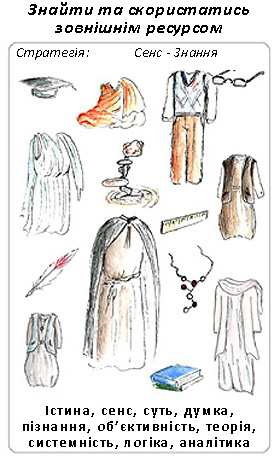 Знайти та скористатись
зовнішнім ресурсом
Стратегія: Сенс - Знання
Істина, сенс, суть, думка,
пізнання, об'єктивність, теорія,
системність, логіка, аналітика